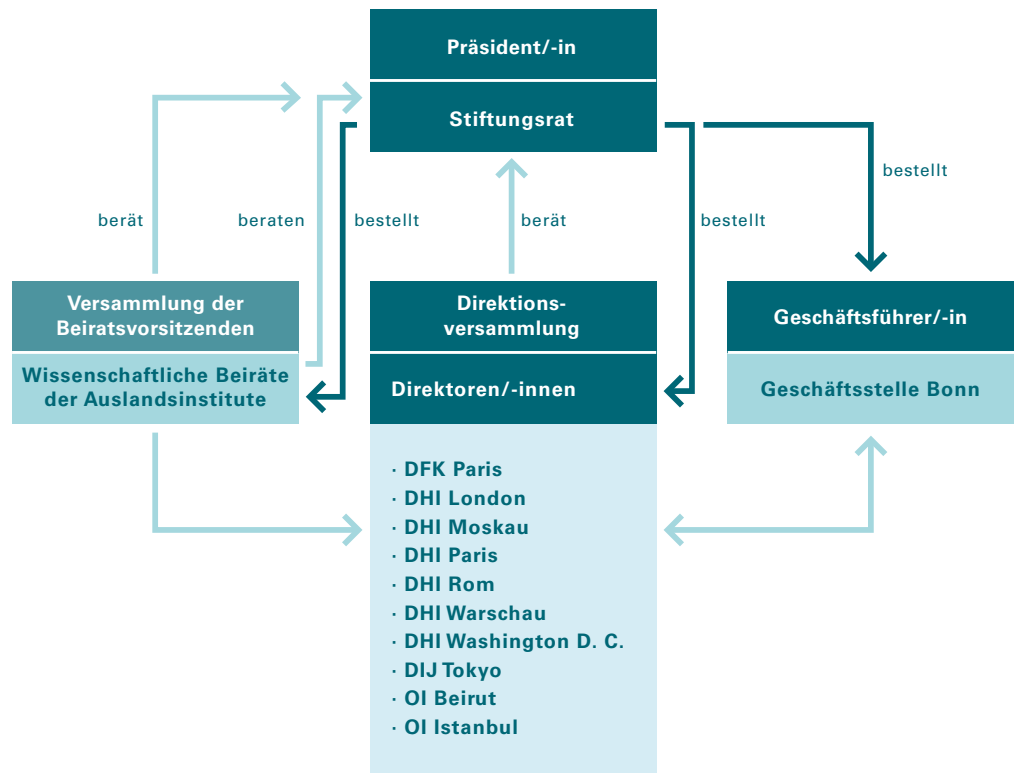 Präsident/-in
Stiftungsrat
bestellt
berät
beraten
bestellt
berät
bestellt
Versammlung der
Beiratsvorsitzenden
Wissenschaftliche Beiräte
der Auslandsinstitute
Direktions-
versammlung
Direktoren/-innen
Geschäftsführer/-in
Geschäftsstelle Bonn
· DFK Paris
· DHI London
· DHI Moskau
· DHI Paris
· DHI Rom
· DHI Warschau
· DHI Washington D. C.
· DIJ Tokyo
· OI Beirut
· OI Istanbul